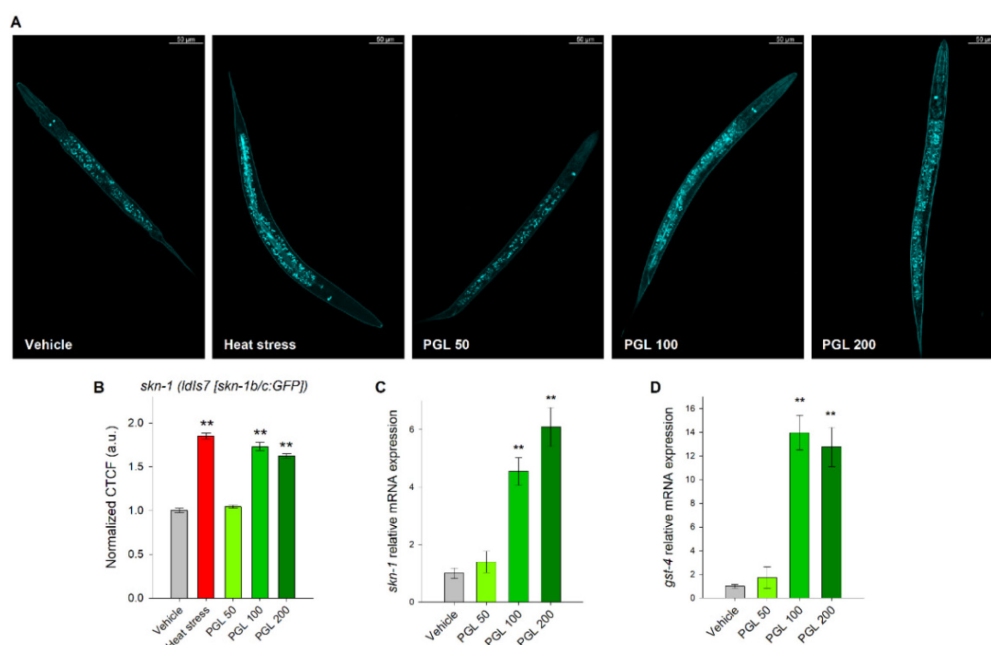 A
50 µm
50 µm
50 µm
50 µm
50 µm
Vehicle
Heat stress
PGL 50
PGL 100
PGL 200
B
skn-1 (ldIs7 [skn-1b/c:GFP])
Normalized CTCF (a.u.)
2.0
1.5
1.0
0.5
0.0
**
**
**
Vehicle
Heat stress
PGL 50
PGL 100
PGL 200
C
skn-1 relative mRNA expression
6
4
2
0
**
**
Vehicle
PGL 50
PGL 100
PGL 200
D
gst-4 relative mRNA expression
16
14
12
10
8
6
4
2
0
**
**
Vehicle
PGL 50
PGL 100
PGL 200